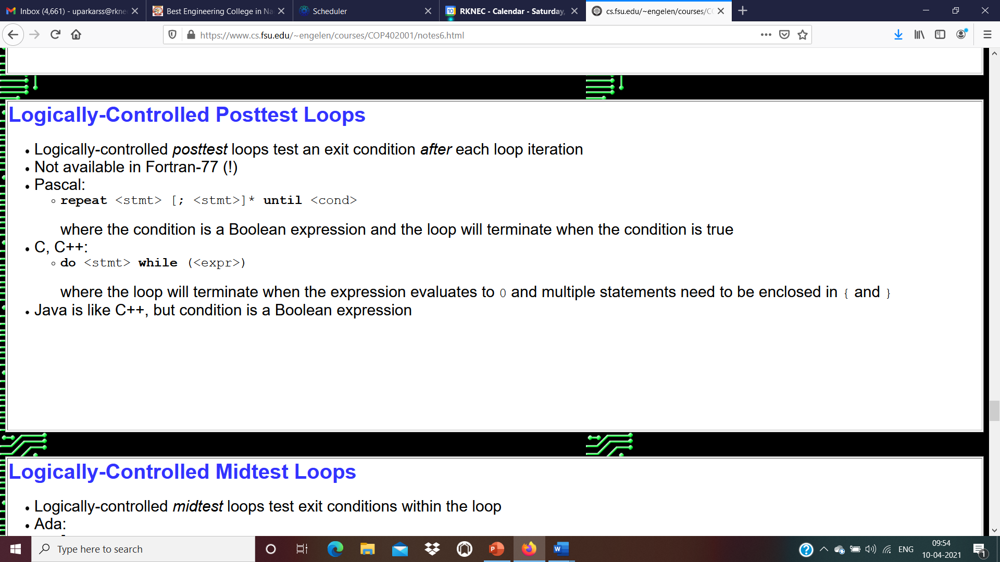 Inbox (4,661) - uparkarss@rkne
Best Engineering College in Na
Scheduler
RKNEC - Calendar - Saturday,
cs.fsu.edu/~engelen/courses/CO
https://www.cs.fsu.edu/~engelen/courses/COP402001/notes6.html
Logically-Controlled Posttest Loops
• Logically-controlled posttest loops test an exit condition after each loop iteration
• Not available in Fortran-77 (!)
• Pascal:
◦ repeat <stmt> [; <stmt>]* until <cond>
where the condition is a Boolean expression and the loop will terminate when the condition is true
• C, C++:
◦ do <stmt> while (<expr>)
where the loop will terminate when the expression evaluates to 0 and multiple statements need to be enclosed in { and }
• Java is like C++, but condition is a Boolean expression
Logically-Controlled Midtest Loops
• Logically-controlled midtest loops test exit conditions within the loop
• Ada:
Type here to search
ENG
09:54
10-04-2021
1